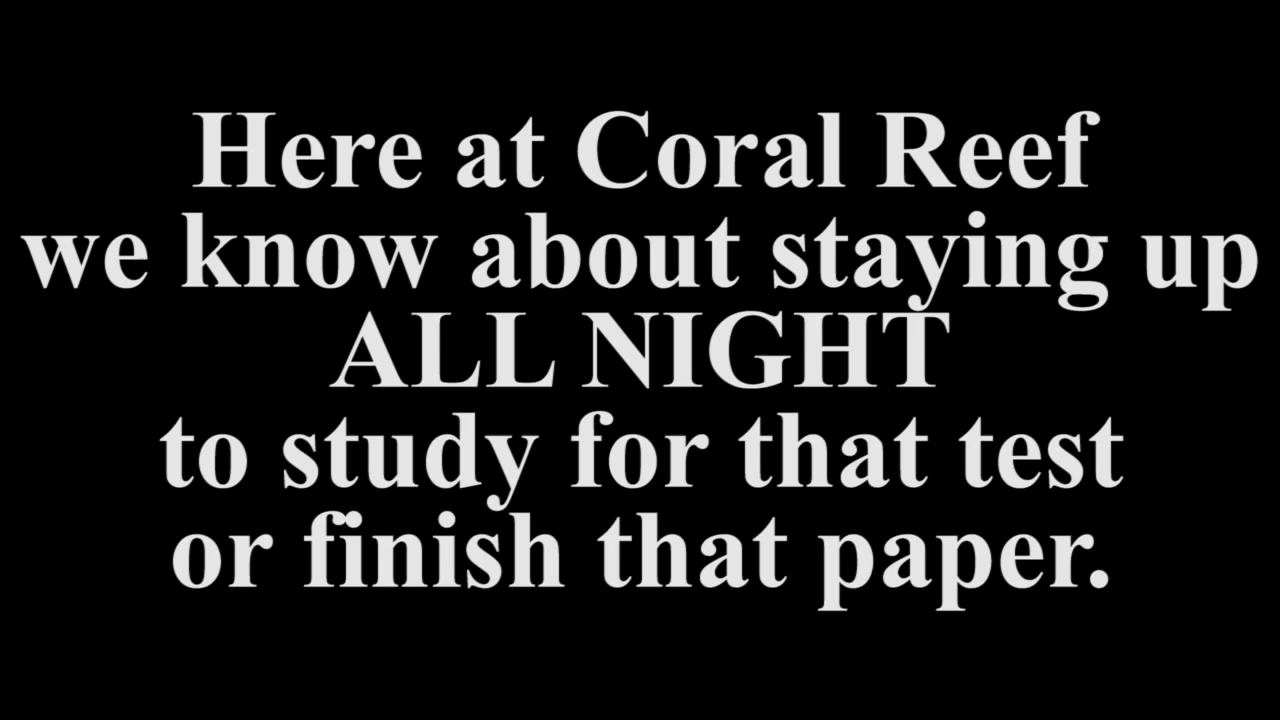 Here at Coral Reef
we know about staying up
ALL NIGHT
to study for that test
or finish that paper.